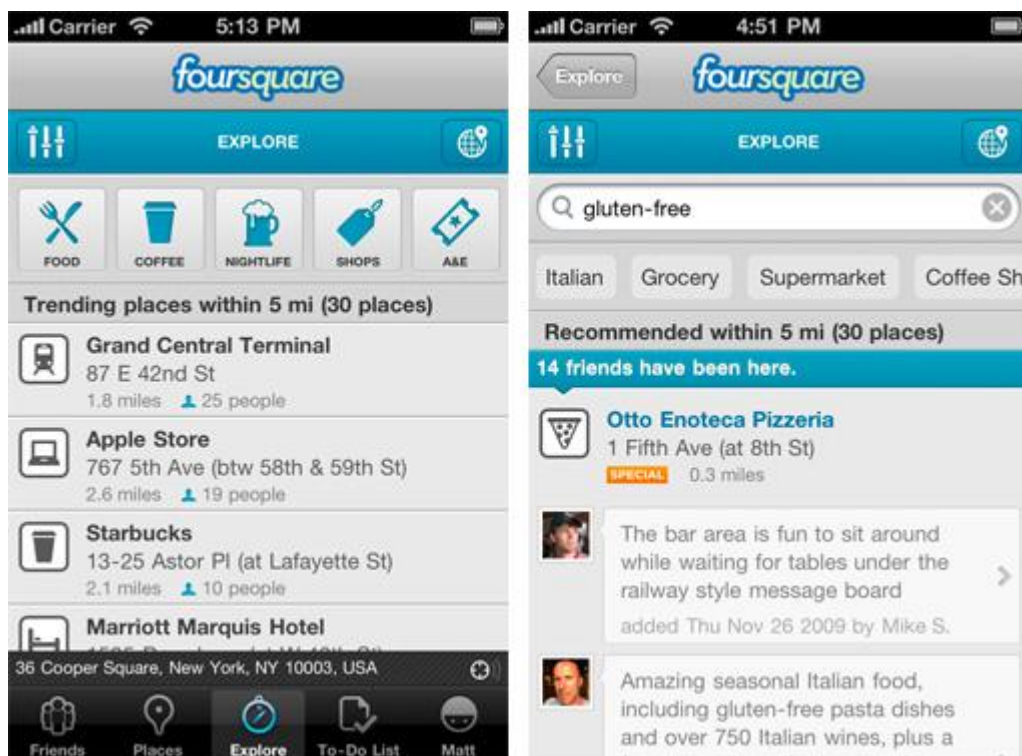 Carrier 5:13 PM
foursquare
EXPLORE
FOOD COFFEE NIGHTLIFE SHOPS A&E
Trending places within 5 mi (30 places)
Grand Central Terminal
87 E 42nd St
1.8 miles 25 people
Apple Store
767 5th Ave (btw 58th & 59th St)
2.6 miles 19 people
Starbucks
13-25 Astor Pl (at Lafayette St)
2.1 miles 10 people
Marriott Marquis Hotel
36 Cooper Square, New York, NY 10003, USA
Friends Places Explore To-Do List Matt
Carrier 4:51 PM
Explore foursquare
EXPLORE
gluten-free
Italian Grocery Supermarket Coffee Sh
Recommended within 5 mi (30 places)
14 friends have been here.
Otto Enoteca Pizzeria
1 Fifth Ave (at 8th St)
SPECIAL 0.3 miles
The bar area is fun to sit around
while waiting for tables under the
railway style message board
added Thu Nov 26 2009 by Mike S.
Amazing seasonal Italian food,
including gluten-free pasta dishes
and over 750 Italian wines, plus a